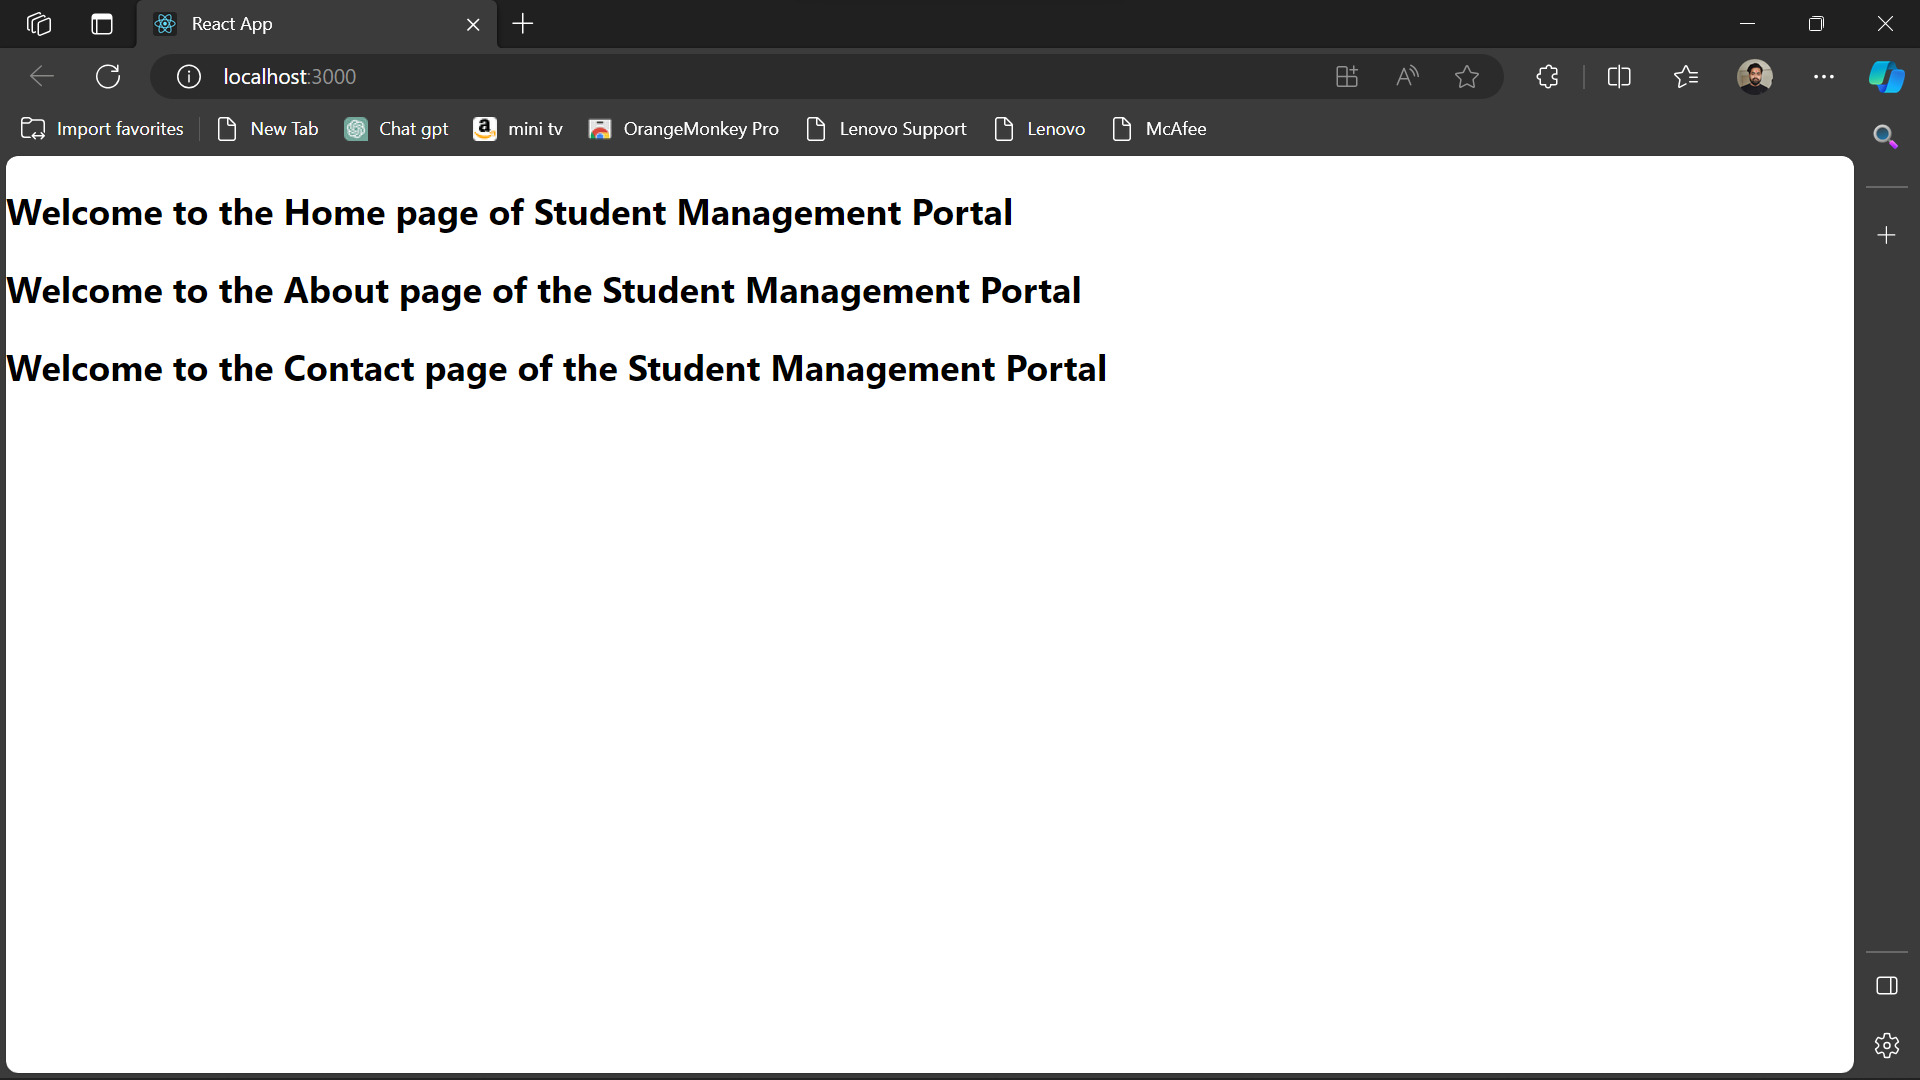 React App
localhost:3000
Import favorites New Tab Chat gpt mini tv OrangeMonkey Pro Lenovo Support Lenovo McAfee
Welcome to the Home page of Student Management Portal
Welcome to the About page of the Student Management Portal
Welcome to the Contact page of the Student Management Portal